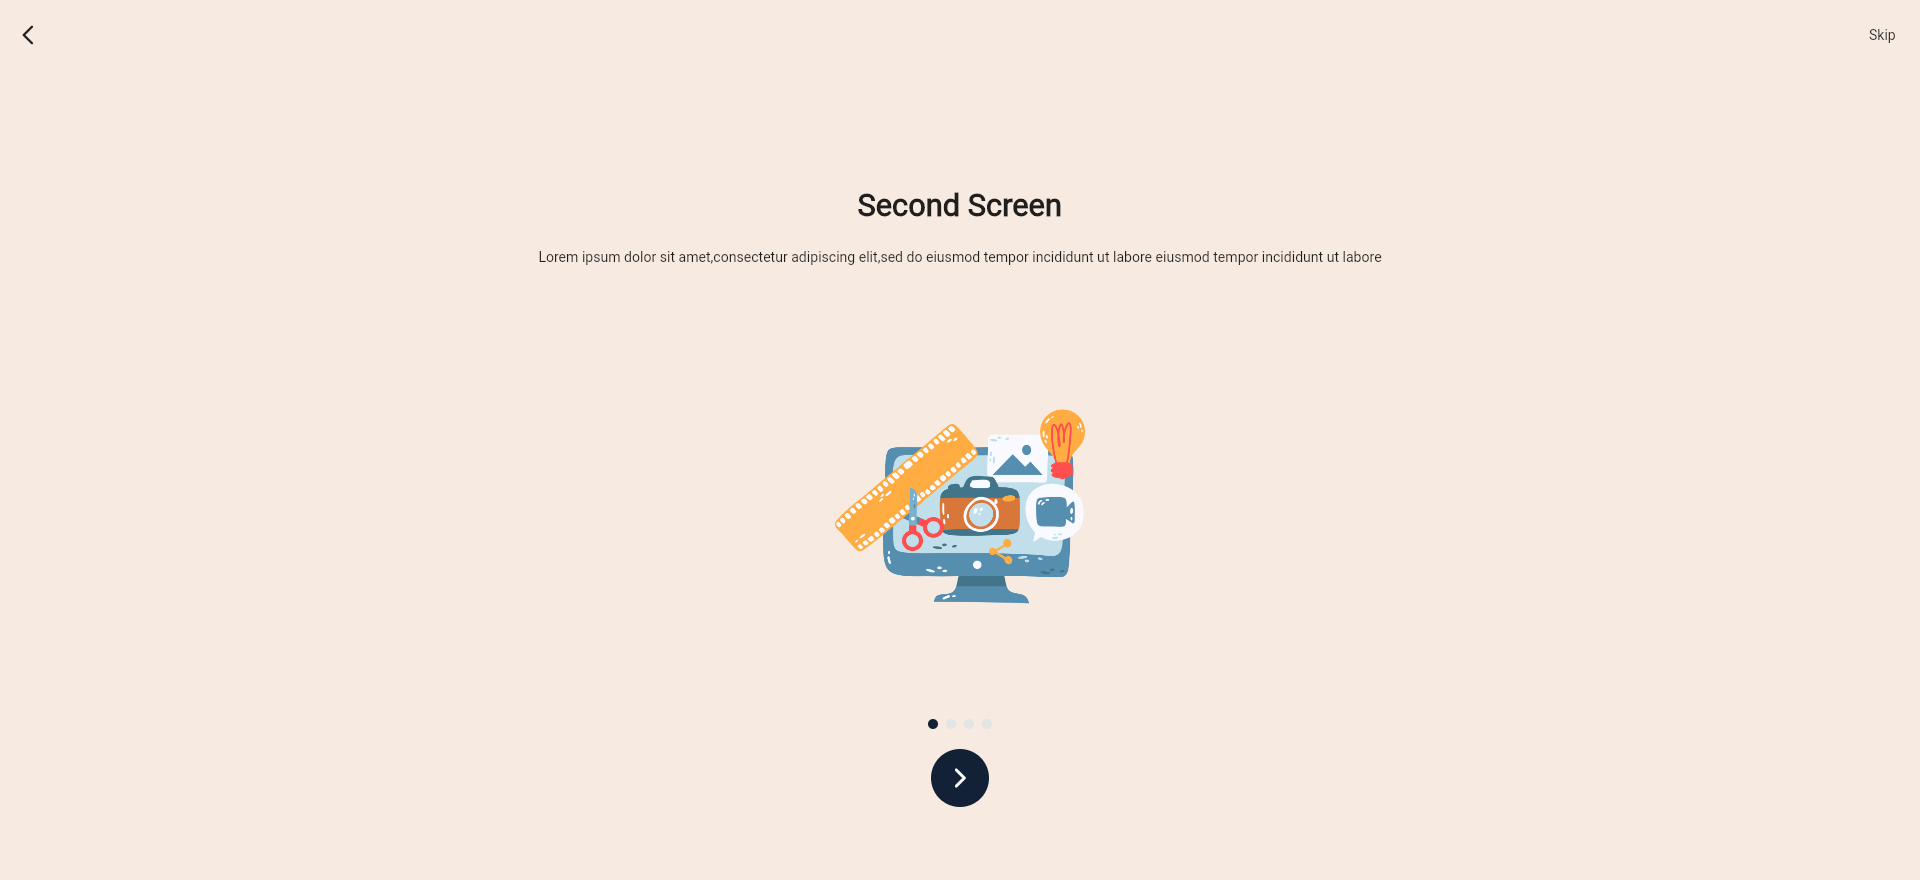 Skip
Second Screen
Lorem ipsum dolor sit amet,consectetur adipiscing elit,sed do eiusmod tempor incididunt ut labore eiusmod tempor incididunt ut labore